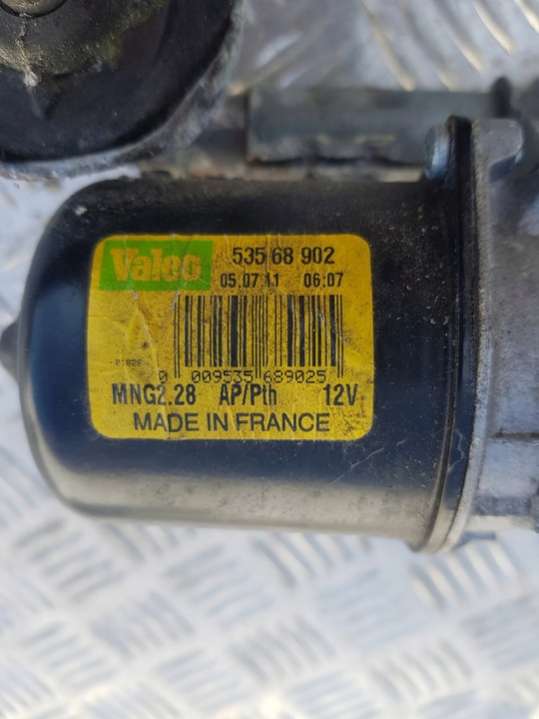 Valeo 535 68 902
05.07.11 06:07
0 009535 689025
MNG2.28 AP/Pth 12V
MADE IN FRANCE